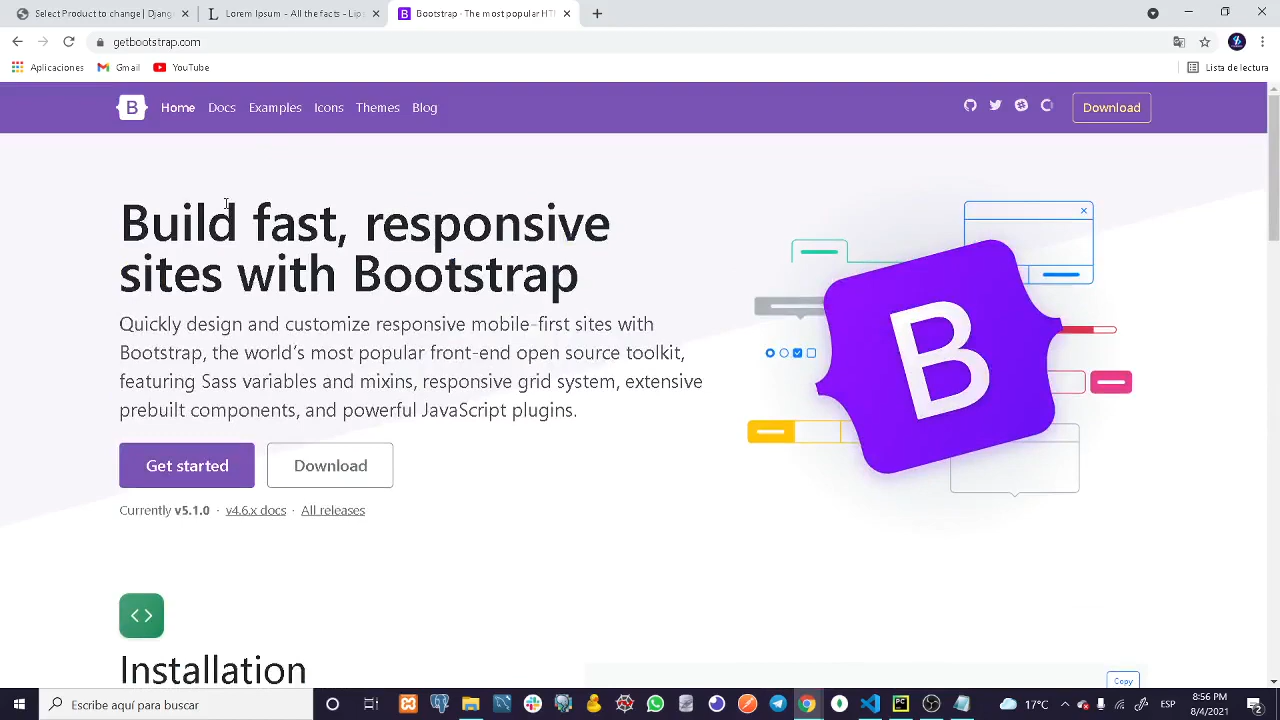 Select Product to change | Djang
Lorem Ipsum - All the facts - Lip
Bootstrap · The most popular HT
getbootstrap.com
Aplicaciones
Gmail
YouTube
Lista de lectura
B
Home
Docs
Examples
Icons
Themes
Blog
Download
Build fast, responsive
sites with Bootstrap
Quickly design and customize responsive mobile-first sites with
Bootstrap, the world's most popular front-end open source toolkit,
featuring Sass variables and mixins, responsive grid system, extensive
prebuilt components, and powerful JavaScript plugins.
B
Get started
Download
Currently v5.1.0 · v4.6.x docs · All releases
Installation
Copy
Escribe aquí para buscar
17°C
ESP
8:56 PM
8/4/2021
2